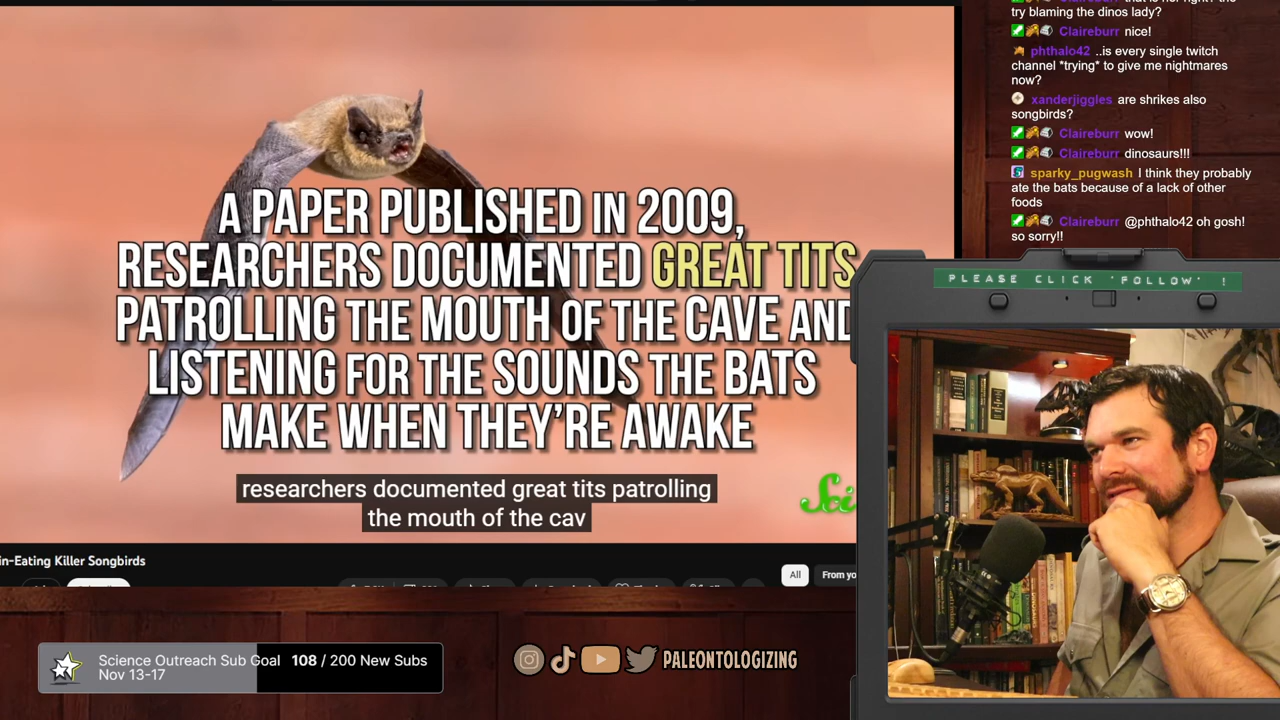 A PAPER PUBLISHED IN 2009,
RESEARCHERS DOCUMENTED GREAT TITS
PATROLLING THE MOUTH OF THE CAVE AND
LISTENING FOR THE SOUNDS THE BATS
MAKE WHEN THEY'RE AWAKE
researchers documented great tits patrolling
the mouth of the cav
Sci
in-Eating Killer Songbirds
All
From yo
try blaming the dinos lady?
Claireburr nice!
phthalo42 ..is every single twitch
channel *trying* to give me nightmares
now?
xanderjiggles are shrikes also
songbirds?
Claireburr wow!
Claireburr dinosaurs!!!
sparky_pugwash I think they probably
ate the bats because of a lack of other
foods
Claireburr @phthalo42 oh gosh!
so sorry!!
PLEASE CLICK 'FOLLOW' !
Science Outreach Sub Goal 108 / 200 New Subs
Nov 13-17
PALEONTOLOGIZING